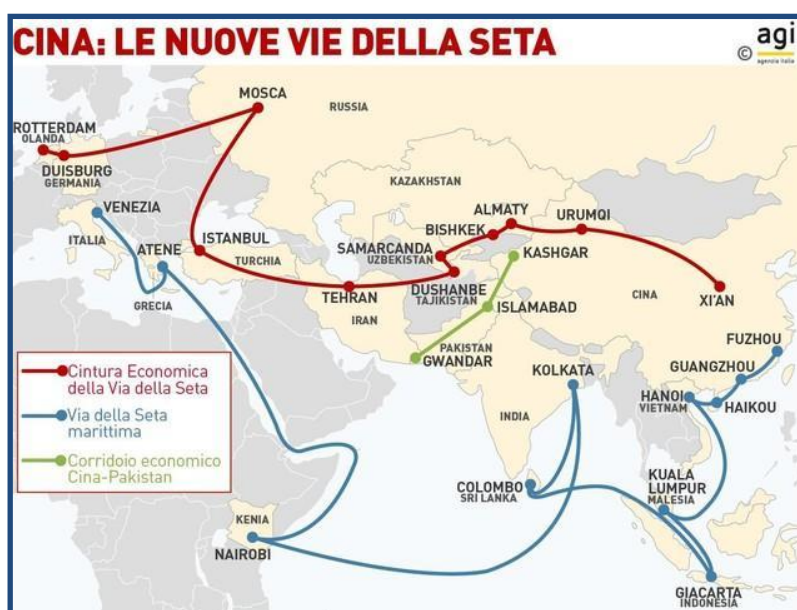 CINA: LE NUOVE VIE DELLA SETA
© agi
agenzia italia
MOSCA
RUSSIA
ROTTERDAM
OLANDA
DUISBURG
GERMANIA
KAZAKHSTAN
VENEZIA
ALMATY
URUMQI
BISHKEK
ITALIA
ATENE
ISTANBUL
SAMARCANDA
UZBEKISTAN
KASHGAR
TURCHIA
DUSHANBE
TAJIKISTAN
TEHRAN
CINA
XI'AN
GRECIA
IRAN
ISLAMABAD
PAKISTAN
GWANDAR
FUZHOU
KOLKATA
GUANGZHOU
HANOI
VIETNAM
HAIKOU
INDIA
Cintura Economica
della Via della Seta
Via della Seta
marittima
Corridoio economico
Cina-Pakistan
COLOMBO
SRI LANKA
KUALA
LUMPUR
MALESIA
KENIA
NAIROBI
GIACARTA
INDONESIA